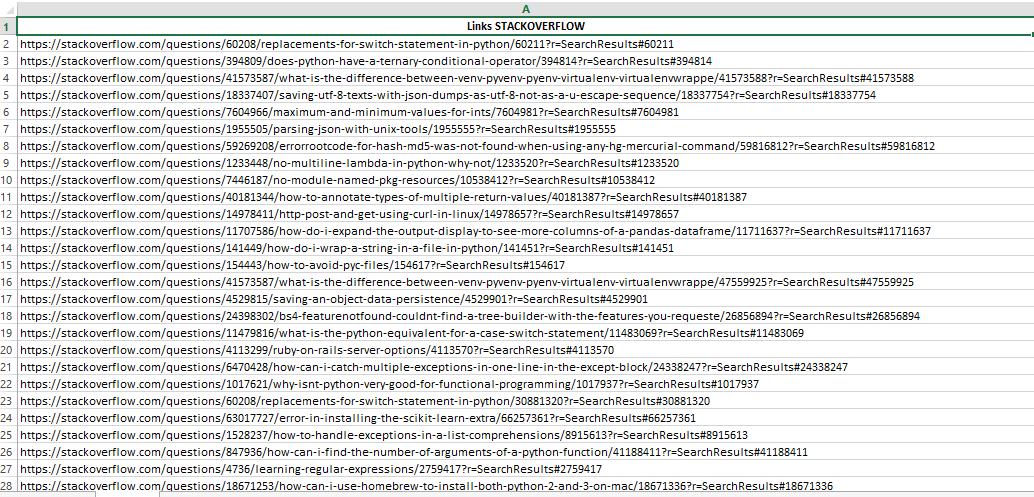 A
1 Links STACKOVERFLOW
2 https://stackoverflow.com/questions/60208/replacements-for-switch-statement-in-python/60211?r=SearchResults#60211
3 https://stackoverflow.com/questions/394809/does-python-have-a-ternary-conditional-operator/394814?r=SearchResults#394814
4 https://stackoverflow.com/questions/41573587/what-is-the-difference-between-venv-pyvenv-pyenv-virtualenv-virtualenvwrappe/41573588?r=SearchResults#41573588
5 https://stackoverflow.com/questions/18337407/saving-utf-8-texts-with-json-dumps-as-utf-8-not-as-a-u-escape-sequence/18337754?r=SearchResults#18337754
6 https://stackoverflow.com/questions/7604966/maximum-and-minimum-values-for-ints/7604981?r=SearchResults#7604981
7 https://stackoverflow.com/questions/1955505/parsing-json-with-unix-tools/1955555?r=SearchResults#1955555
8 https://stackoverflow.com/questions/59269208/errorrootcode-for-hash-md5-was-not-found-when-using-any-hg-mercurial-command/59816812?r=SearchResults#59816812
9 https://stackoverflow.com/questions/1233448/no-multiline-lambda-in-python-why-not/1233520?r=SearchResults#1233520
10 https://stackoverflow.com/questions/7446187/no-module-named-pkg-resources/10538412?r=SearchResults#10538412
11 https://stackoverflow.com/questions/40181344/how-to-annotate-types-of-multiple-return-values/40181387?r=SearchResults#40181387
12 https://stackoverflow.com/questions/14978411/http-post-and-get-using-curl-in-linux/14978657?r=SearchResults#14978657
13 https://stackoverflow.com/questions/11707586/how-do-i-expand-the-output-display-to-see-more-columns-of-a-pandas-dataframe/11711637?r=SearchResults#11711637
14 https://stackoverflow.com/questions/141449/how-do-i-wrap-a-string-in-a-file-in-python/141451?r=SearchResults#141451
15 https://stackoverflow.com/questions/154443/how-to-avoid-pyc-files/154617?r=SearchResults#154617
16 https://stackoverflow.com/questions/41573587/what-is-the-difference-between-venv-pyvenv-pyenv-virtualenv-virtualenvwrappe/47559925?r=SearchResults#47559925
17 https://stackoverflow.com/questions/4529815/saving-an-object-data-persistence/4529901?r=SearchResults#4529901
18 https://stackoverflow.com/questions/24398302/bs4-featurenotfound-couldnt-find-a-tree-builder-with-the-features-you-requeste/26856894?r=SearchResults#26856894
19 https://stackoverflow.com/questions/11479816/what-is-the-python-equivalent-for-a-case-switch-statement/11483069?r=SearchResults#11483069
20 https://stackoverflow.com/questions/4113299/ruby-on-rails-server-options/4113570?r=SearchResults#4113570
21 https://stackoverflow.com/questions/6470428/how-can-i-catch-multiple-exceptions-in-one-line-in-the-except-block/24338247?r=SearchResults#24338247
22 https://stackoverflow.com/questions/1017621/why-isnt-python-very-good-for-functional-programming/1017937?r=SearchResults#1017937
23 https://stackoverflow.com/questions/60208/replacements-for-switch-statement-in-python/30881320?r=SearchResults#30881320
24 https://stackoverflow.com/questions/63017727/error-in-installing-the-scikit-learn-extra/66257361?r=SearchResults#66257361
25 https://stackoverflow.com/questions/1528237/how-to-handle-exceptions-in-a-list-comprehensions/8915613?r=SearchResults#8915613
26 https://stackoverflow.com/questions/847936/how-can-i-find-the-number-of-arguments-of-a-python-function/41188411?r=SearchResults#41188411
27 https://stackoverflow.com/questions/4736/learning-regular-expressions/2759417?r=SearchResults#2759417
28 https://stackoverflow.com/questions/18671253/how-can-i-use-homebrew-to-install-both-python-2-and-3-on-mac/18671336?r=SearchResults#18671336